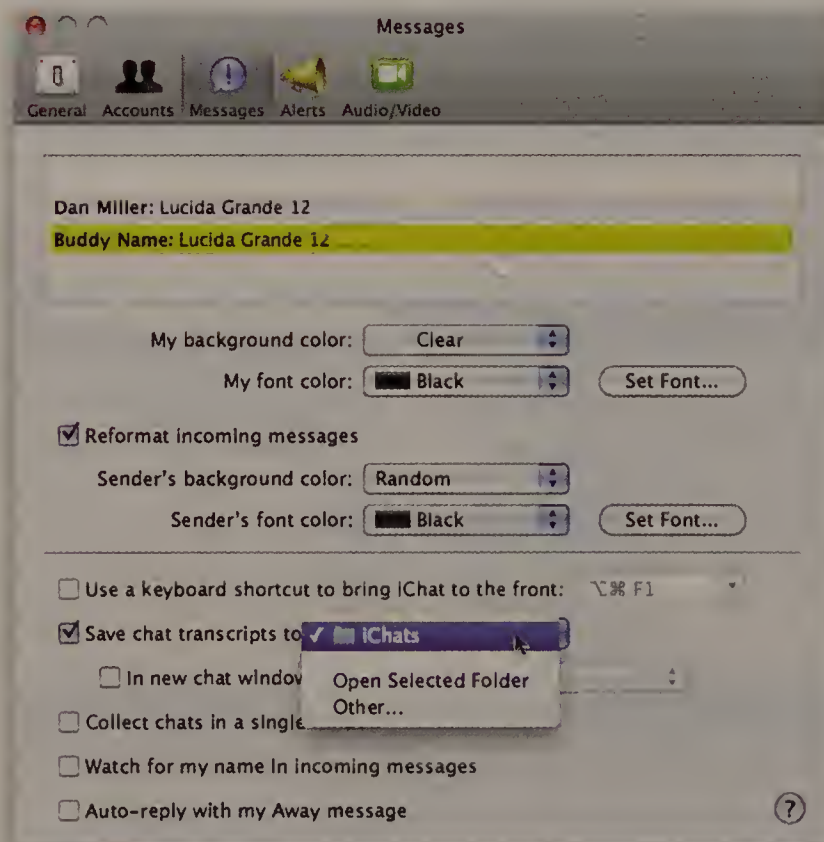 Messages
General Accounts Messages Alerts Audio/Video
Dan Miller: Lucida Grande 12
Buddy Name: Lucida Grande 12
My background color: Clear
My font color: Black Set Font...
Reformat incoming messages
Sender's background color: Random
Sender's font color: Black Set Font...
Use a keyboard shortcut to bring iChat to the front: ⌥⌘ F1
Save chat transcripts to ✓ iChats
In new chat window
Open Selected Folder
Other...
Collect chats in a single
Watch for my name in incoming messages
Auto-reply with my Away message ?